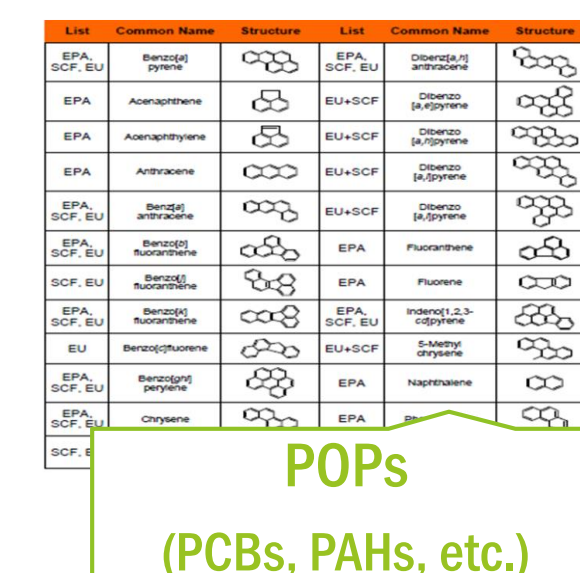 List Common Name Structure List Common Name Structure
EPA, SCF, EU Benzo[a] pyrene EPA, SCF, EU Dibenz[a,h] anthracene
EPA Acenaphthene EU+SCF Dibenzo [a,e]pyrene
EPA Acenaphthylene EU+SCF Dibenzo [a,h]pyrene
EPA Anthracene EU+SCF Dibenzo [a,i]pyrene
EPA, SCF, EU Benz[a] anthracene EU+SCF Dibenzo [a,l]pyrene
EPA, SCF, EU Benzo[b] fluoranthene EPA Fluoranthene
SCF, EU Benzo[j] fluoranthene EPA Fluorene
EPA, SCF, EU Benzo[k] fluoranthene EPA, SCF, EU Indeno[1,2,3-cd]pyrene
EU Benzo[c]fluorene EU+SCF 5-Methyl chrysene
EPA, SCF, EU Benzo[ghi] perylene EPA Naphthalene
EPA, SCF, EU Chrysene EPA
SCF,
POPs
(PCBs, PAHs, etc.)